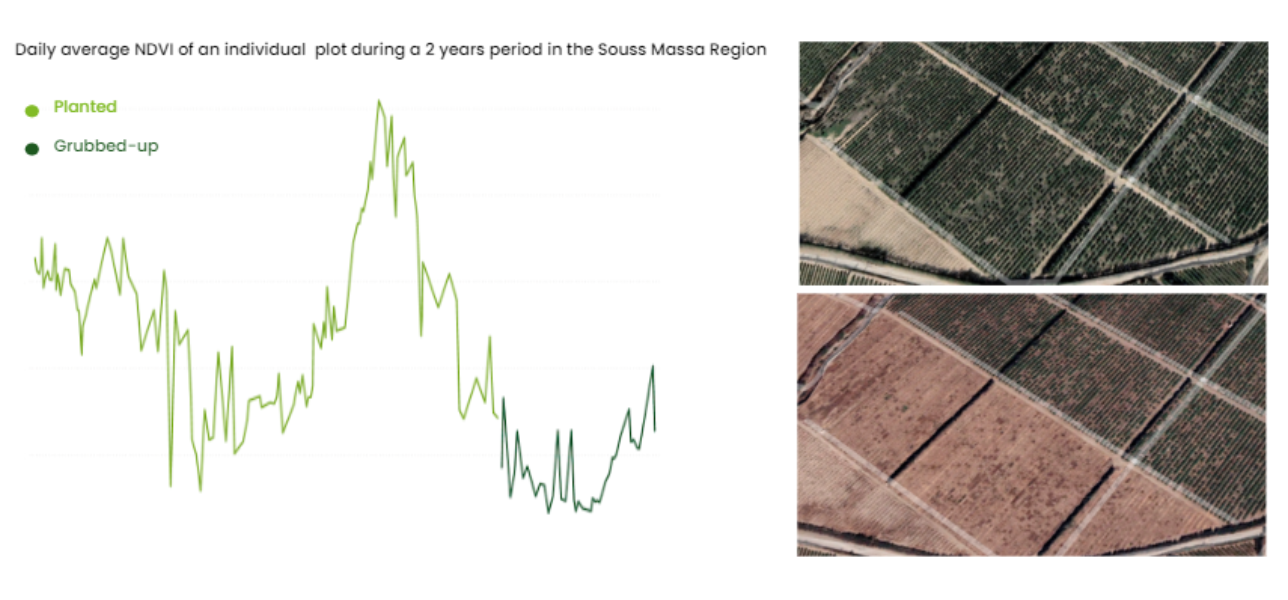 Daily average NDVI of an individual plot during a 2 years period in the Souss Massa Region
Planted
Grubbed-up